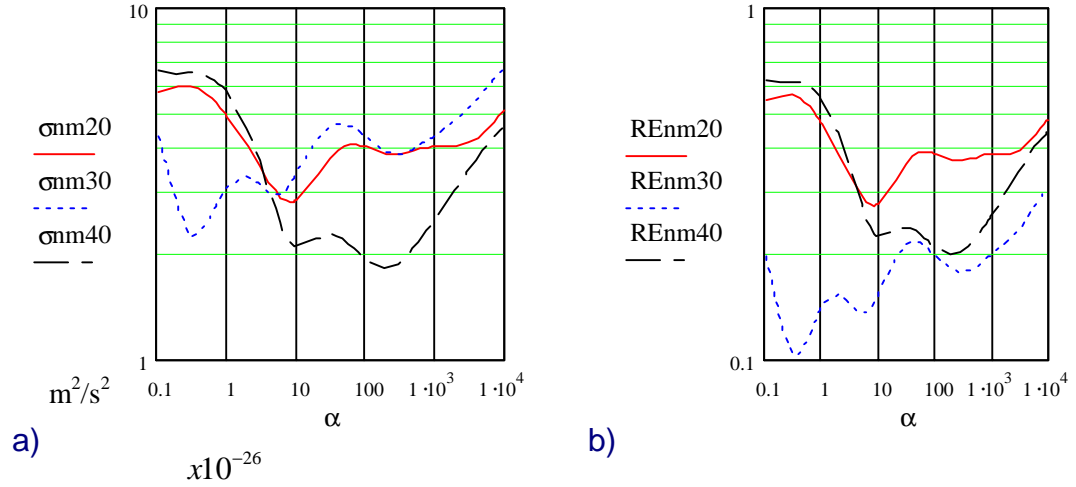 10
σnm20
σnm30
σnm40
1
m²/s²
0.1 1 10 100 1·10³ 1·10⁴
α
a)
x10⁻²⁶
1
REnm20
REnm30
REnm40
0.1
0.1 1 10 100 1·10³ 1·10⁴
α
b)